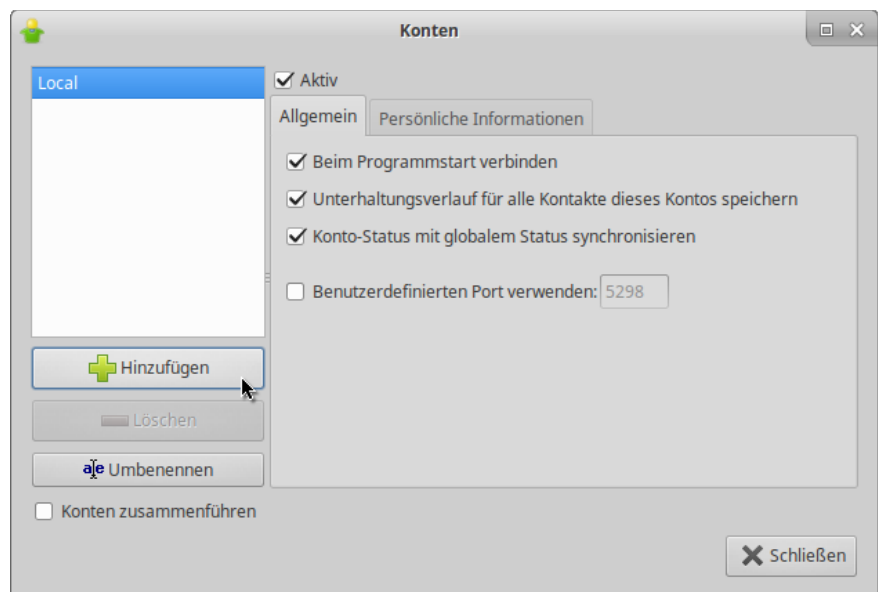 Konten
Local
Aktiv
Allgemein
Persönliche Informationen
Beim Programmstart verbinden
Unterhaltungsverlauf für alle Kontakte dieses Kontos speichern
Konto-Status mit globalem Status synchronisieren
Benutzerdefinierten Port verwenden: 5298
Hinzufügen
Löschen
Umbenennen
Konten zusammenführen
Schließen